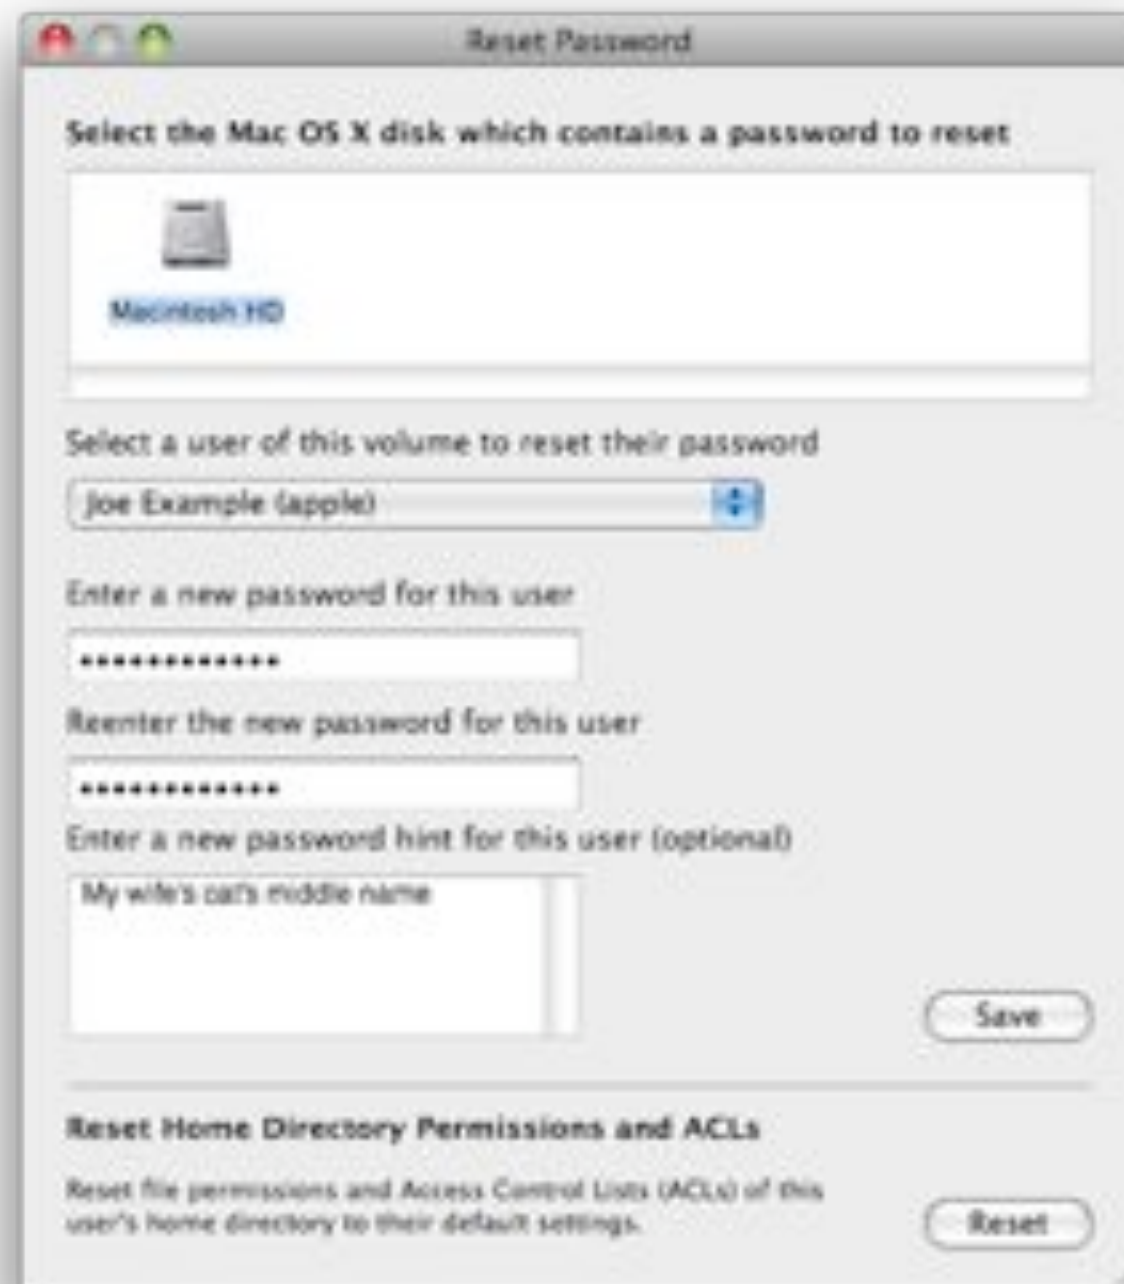 Reset Password
Select the Mac OS X disk which contains a password to reset
Macintosh HD
Select a user of this volume to reset their password
Joe Example (apple)
Enter a new password for this user
••••••••••••
Reenter the new password for this user
••••••••••••
Enter a new password hint for this user (optional)
My wife's cat's middle name
Save
Reset Home Directory Permissions and ACLs
Reset file permissions and Access Control Lists (ACLs) of this
user's home directory to their default settings.
Reset